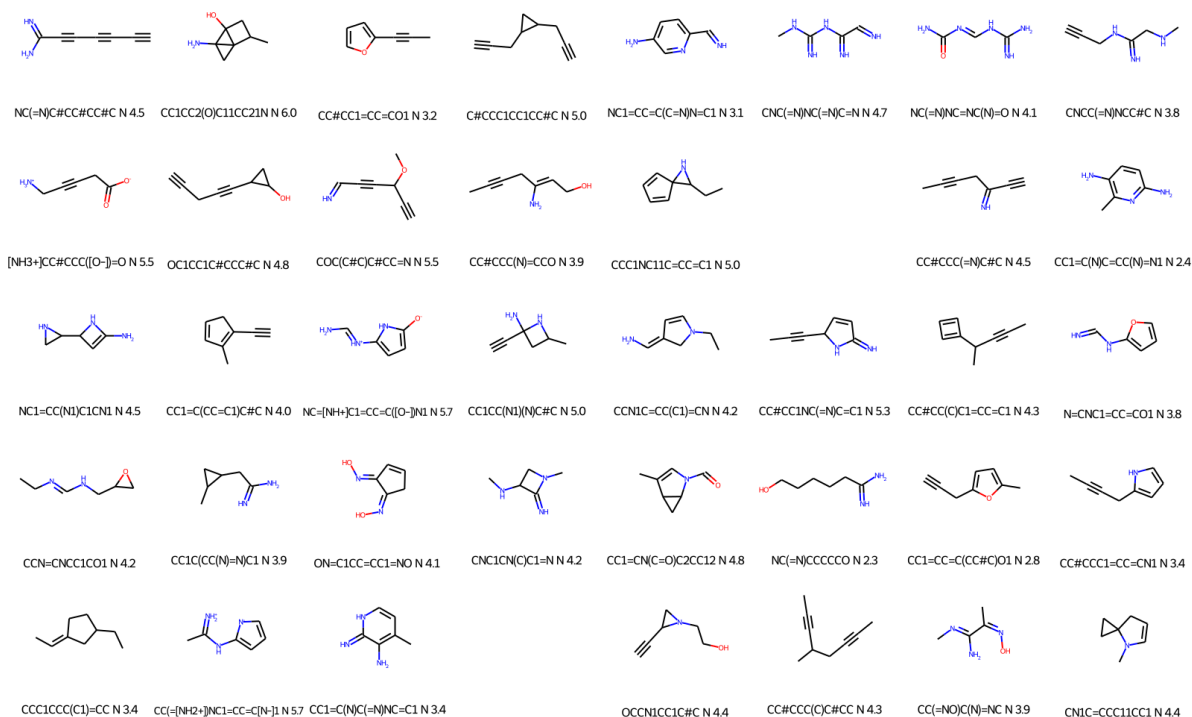 NC(=N)C#CC#CC#C N 4.5
CC1CC2(O)C11CC21N N 6.0
CC#CC1=CC=CO1 N 3.2
C#CCC1CC1CC#C N 5.0
NC1=CC=C(C=N)N=C1 N 3.1
CNC(=N)NC(=N)C=N N 4.7
NC(=N)NC=NC(N)=O N 4.1
CNCC(=N)NCC#C N 3.8
[NH3+]CC#CCC([O-])=O N 5.5
OC1CC1C#CCC#C N 4.8
COC(C#C)C#CC=N N 5.5
CC#CCC(N)=CCO N 3.9
CCC1NC11C=CC=C1 N 5.0
CC#CCC(=N)C#C N 4.5
CC1=C(N)C=CC(N)=N1 N 2.4
NC1=CC(N1)C1CN1 N 4.5
CC1=C(CC=C1)C#C N 4.0
NC=[NH+]C1=CC=C([O-])N1 N 5.7
CC1CC(N1)(N)C#C N 5.0
CCN1C=CC(C1)=CN N 4.2
CC#CC1NC(=N)C=C1 N 5.3
CC#CC(C)C1=CC=C1 N 4.3
N=CNC1=CC=CO1 N 3.8
CCN=CNCC1CO1 N 4.2
CC1C(CC(N)=N)C1 N 3.9
ON=C1CC=CC1=NO N 4.1
CNC1CN(C)C1=N N 4.2
CC1=CN(C=O)C2CC12 N 4.8
NC(=N)CCCCCO N 2.3
CC1=CC=C(CC#C)O1 N 2.8
CC#CCC1=CC=CN1 N 3.4
CCC1CCC(C1)=CC N 3.4
CC(=[NH2+])NC1=CC=C[N-]1 N 5.7
CC1=C(N)C(=N)NC=C1 N 3.4
OCCN1CC1C#C N 4.4
CC#CCC(C)C#CC N 4.3
CC(=NO)C(N)=NC N 3.9
CN1C=CCC11CC1 N 4.4